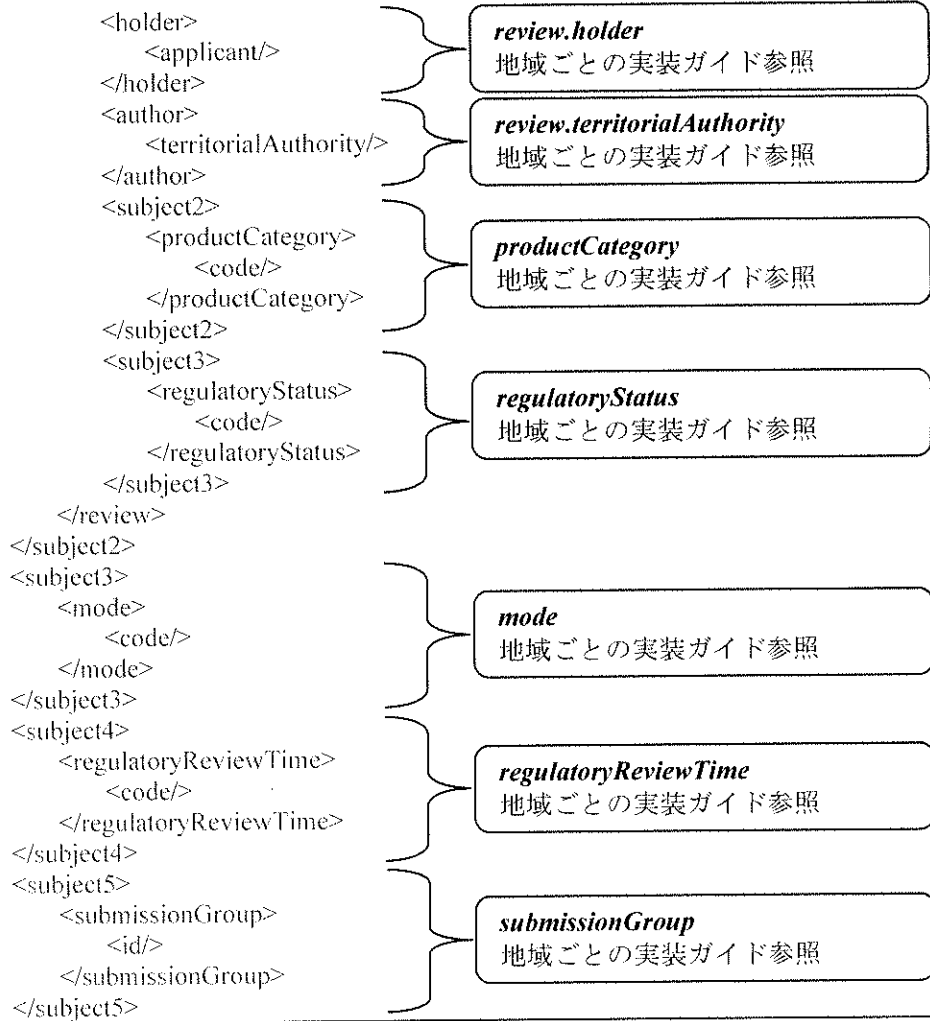 <holder>
<applicant/>
</holder>
review.holder
地域ごとの実装ガイド参照
<author>
<territorialAuthority/>
</author>
review.territorialAuthority
地域ごとの実装ガイド参照
<subject2>
<productCategory>
<code/>
</productCategory>
</subject2>
productCategory
地域ごとの実装ガイド参照
<subject3>
<regulatoryStatus>
<code/>
</regulatoryStatus>
</subject3>
regulatoryStatus
地域ごとの実装ガイド参照
</review>
</subject2>
<subject3>
<mode>
<code/>
</mode>
</subject3>
mode
地域ごとの実装ガイド参照
<subject4>
<regulatoryReviewTime>
<code/>
</regulatoryReviewTime>
</subject4>
regulatoryReviewTime
地域ごとの実装ガイド参照
<subject5>
<submissionGroup>
<id/>
</submissionGroup>
</subject5>
submissionGroup
地域ごとの実装ガイド参照